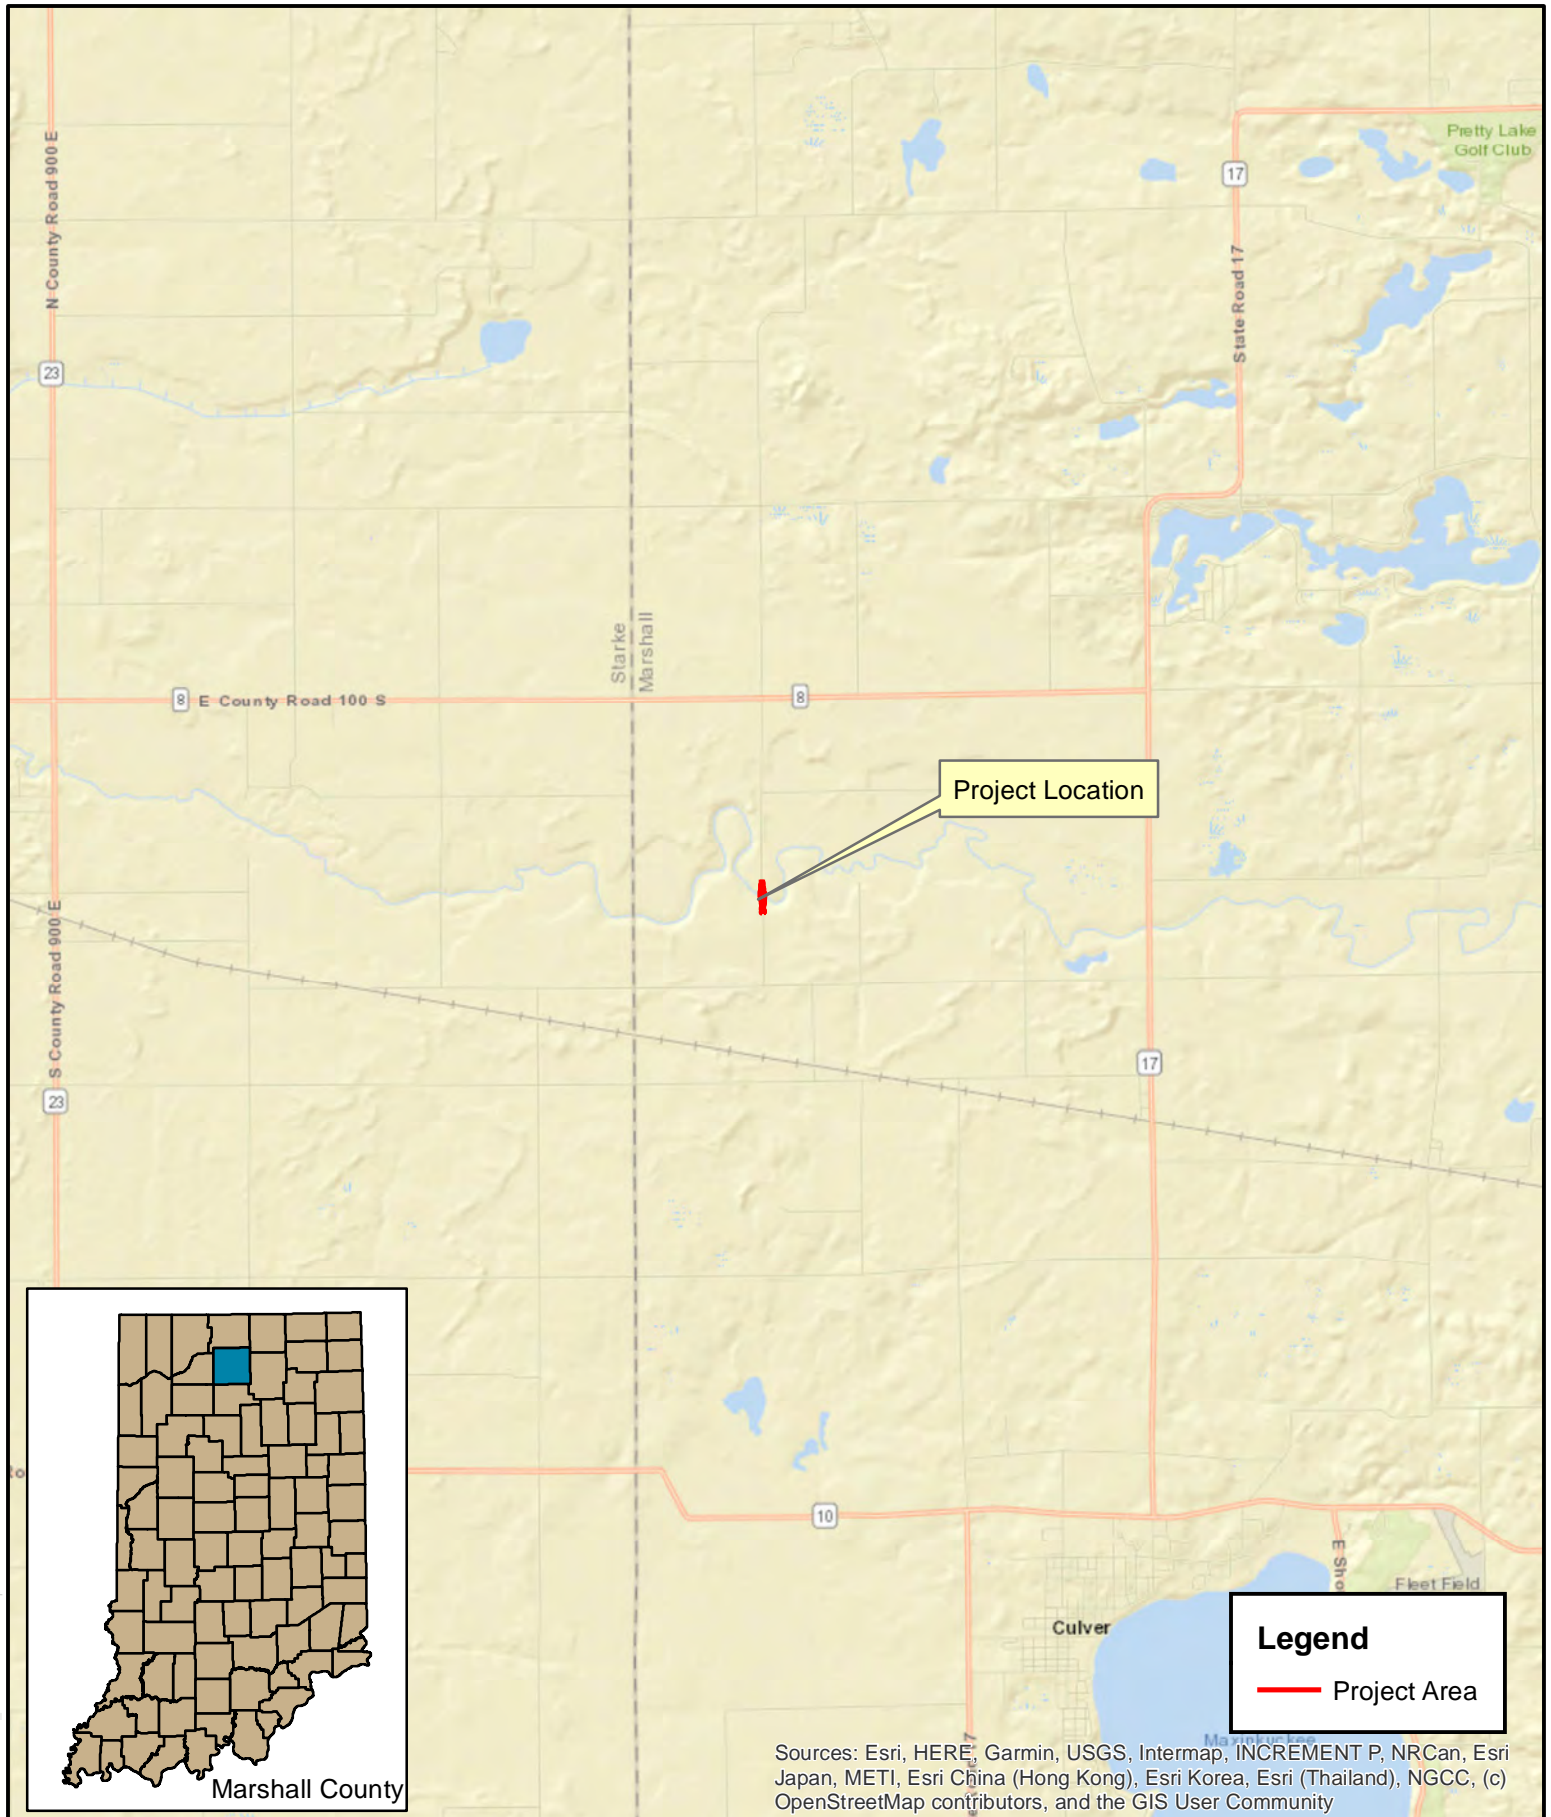 N County Road 900 E
Pretty Lake
Golf Club
17
State Road 17
23
Starke
Marshall
8
E County Road 100 S
8
Project Location
S County Road 900 E
17
23
10
E Sho
Fleet Field
Culver
Legend
Project Area
Maxinkuckee
Marshall County
Sources: Esri, HERE, Garmin, USGS, Intermap, INCREMENT P, NRCan, Esri
Japan, METI, Esri China (Hong Kong), Esri Korea, Esri (Thailand), NGCC, (c)
OpenStreetMap contributors, and the GIS User Community